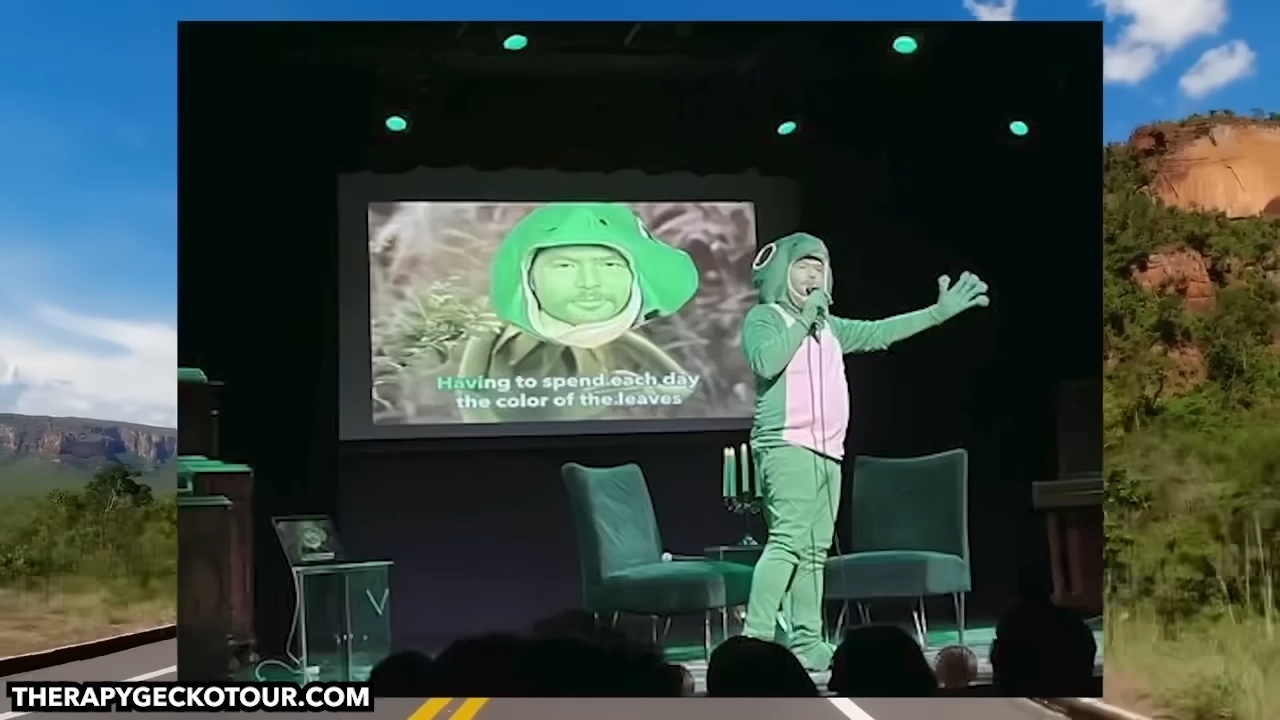 Having to spend each day
the color of the leaves
THERAPYGECKOTOUR.COM